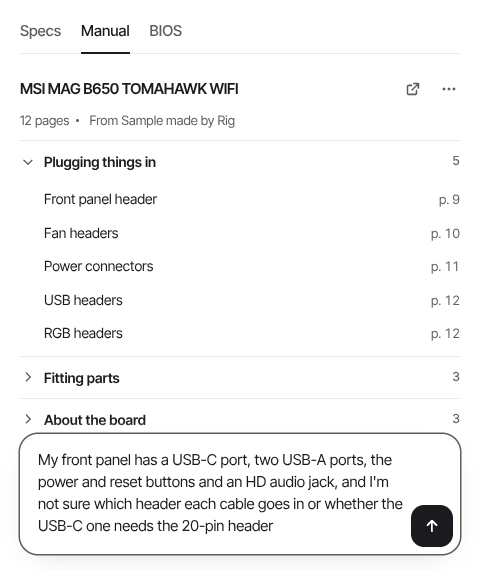 Specs Manual BIOS
MSI MAG B650 TOMAHAWK WIFI
12 pages • From Sample made by Rig
Plugging things in 5
Front panel header p. 9
Fan headers p. 10
Power connectors p. 11
USB headers p. 12
RGB headers p. 12
Fitting parts 3
About the board 3
My front panel has a USB-C port, two USB-A ports, the
power and reset buttons and an HD audio jack, and I'm
not sure which header each cable goes in or whether the
USB-C one needs the 20-pin header